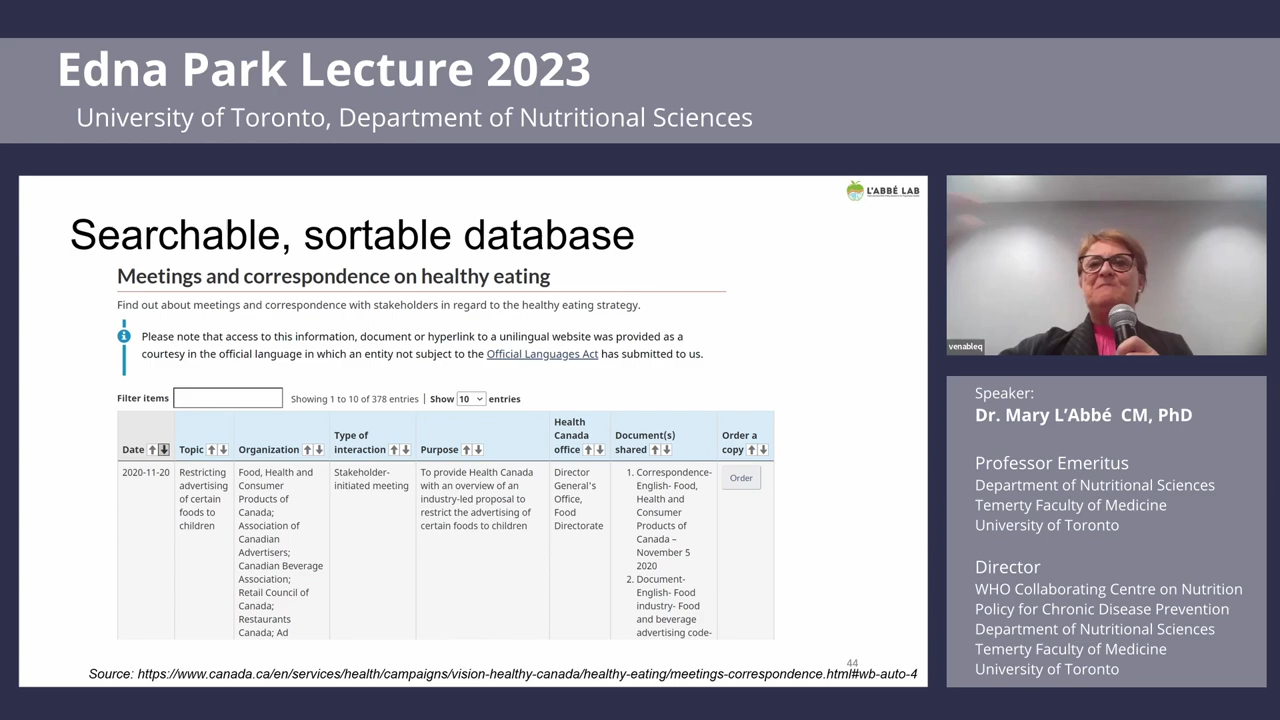 Edna Park Lecture 2023
University of Toronto, Department of Nutritional Sciences
L'ABBÉ LAB
Searchable, sortable database
Meetings and correspondence on healthy eating
Find out about meetings and correspondence with stakeholders in regard to the healthy eating strategy.
Please note that access to this information, document or hyperlink to a unilingual website was provided as a
courtesy in the official language in which an entity not subject to the Official Languages Act has submitted to us.
Filter items
Showing 1 to 10 of 378 entries | Show 10 entries
Date
Topic
Organization
Type of
interaction
Purpose
Health
Canada
office
Document(s)
shared
Order a
copy
2020-11-20
Restricting
advertising
of certain
foods to
children
Food, Health and
Consumer
Products of
Canada;
Association of
Canadian
Advertisers;
Canadian Beverage
Association;
Retail Council of
Canada;
Restaurants
Canada; Ad
Stakeholder-
initiated meeting
To provide Health Canada
with an overview of an
industry-led proposal to
restrict the advertising of
certain foods to children
Director
General's
Office,
Food
Directorate
1. Correspondence-
English- Food,
Health and
Consumer
Products of
Canada –
November 5
2020
2. Document-
English- Food
industry- Food
and beverage
advertising code-
Order
44
Source: https://www.canada.ca/en/services/health/campaigns/vision-healthy-canada/healthy-eating/meetings-correspondence.html#wb-auto-4
venableq
Speaker:
Dr. Mary L'Abbé CM, PhD
Professor Emeritus
Department of Nutritional Sciences
Temerty Faculty of Medicine
University of Toronto
Director
WHO Collaborating Centre on Nutrition
Policy for Chronic Disease Prevention
Department of Nutritional Sciences
Temerty Faculty of Medicine
University of Toronto